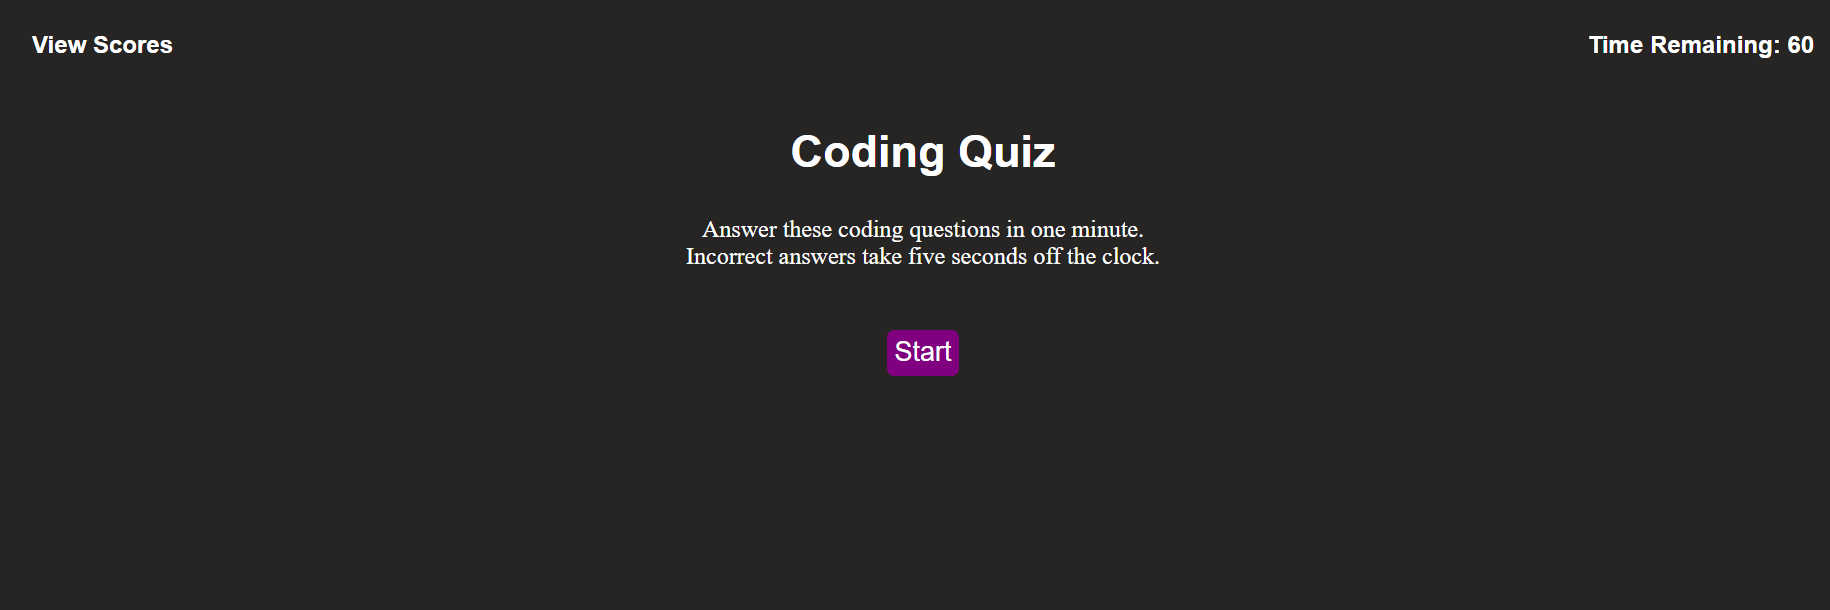 View Scores
Time Remaining: 60
Coding Quiz
Answer these coding questions in one minute.
Incorrect answers take five seconds off the clock.
Start